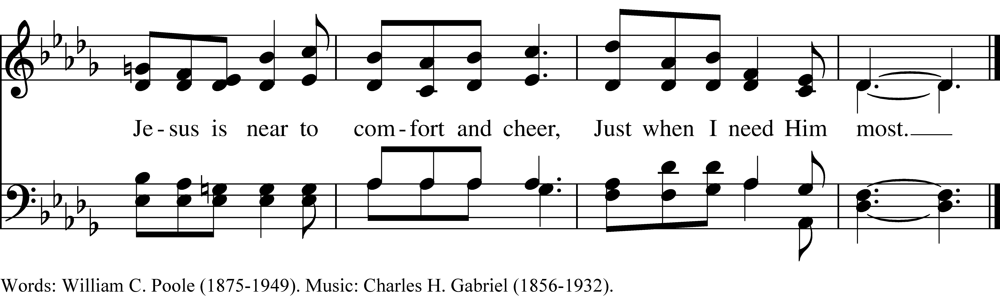 Je - sus is near to com - fort and cheer, Just when I need Him most.
Words: William C. Poole (1875-1949). Music: Charles H. Gabriel (1856-1932).